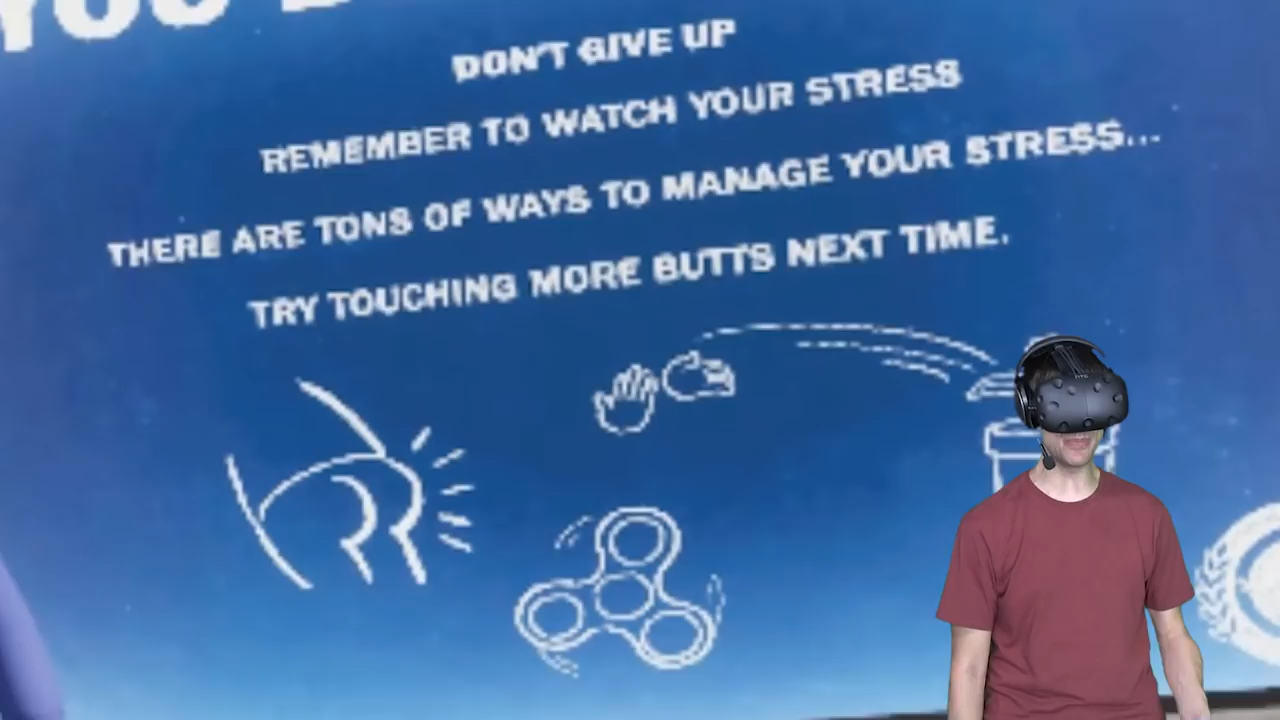 YOU
DON'T GIVE UP
REMEMBER TO WATCH YOUR STRESS
THERE ARE TONS OF WAYS TO MANAGE YOUR STRESS...
TRY TOUCHING MORE BUTTS NEXT TIME.